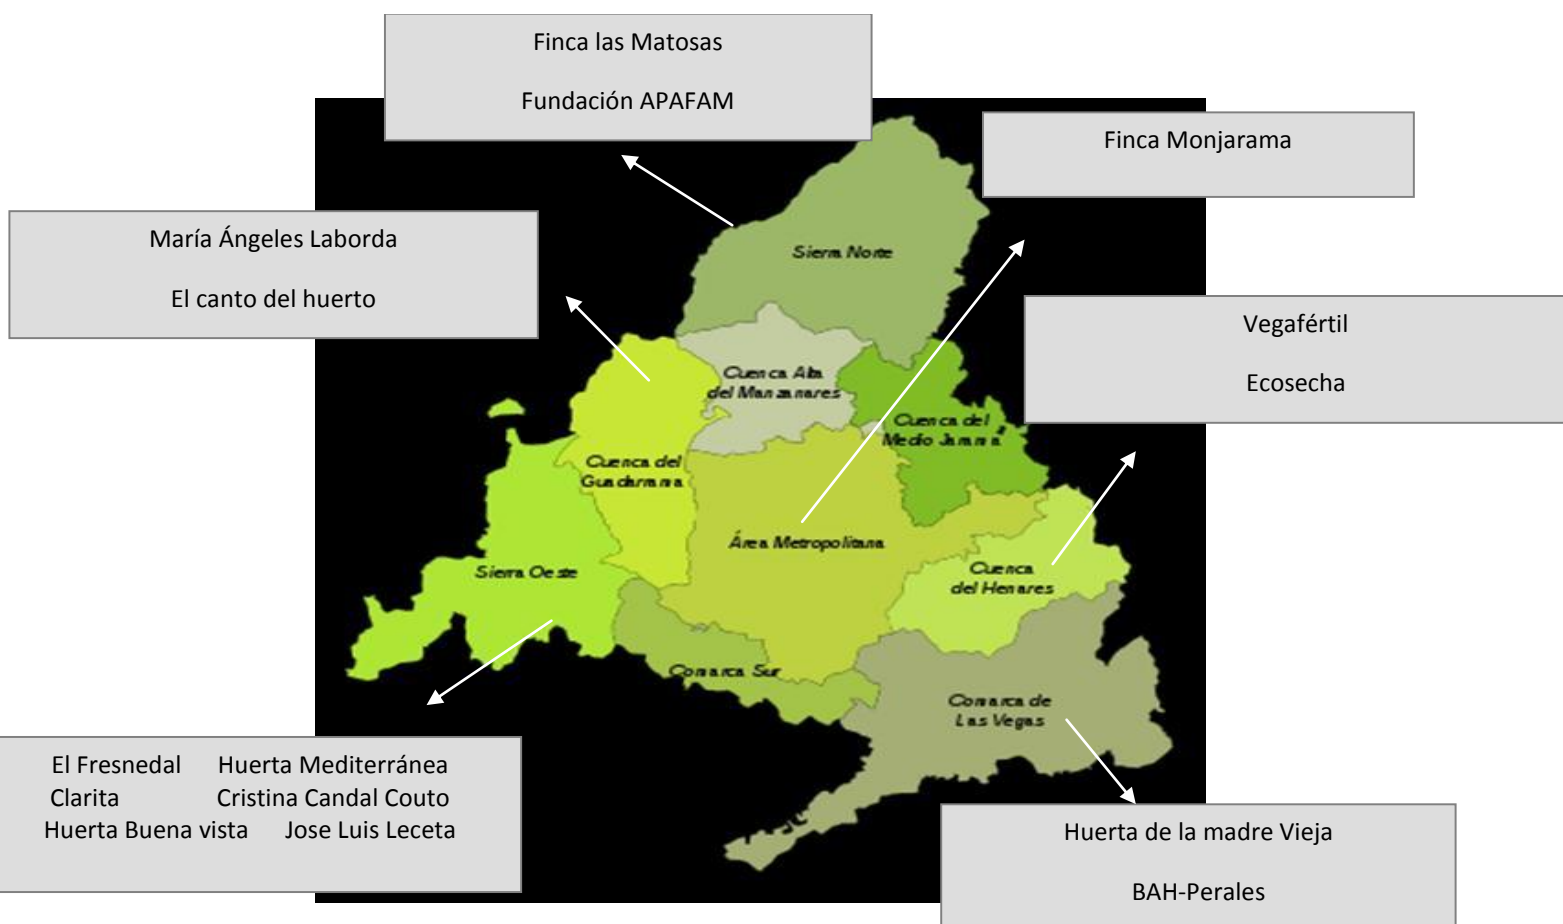 Finca las Matosas
Fundación APAFAM
Finca Monjarama
María Ángeles Laborda
El canto del huerto
Sierra Norte
Vegafértil
Ecosecha
Cuenca Alta
del Manzanares
Cuenca del
Medio Jarama
Cuenca del
Guadarrama
Área Metropolitana
Sierra Oeste
Cuenca
del Henares
Comarca Sur
Comarca de
Las Vegas
El Fresnedal Huerta Mediterránea
Clarita Cristina Candal Couto
Huerta Buena vista Jose Luis Leceta
Huerta de la madre Vieja
BAH-Perales